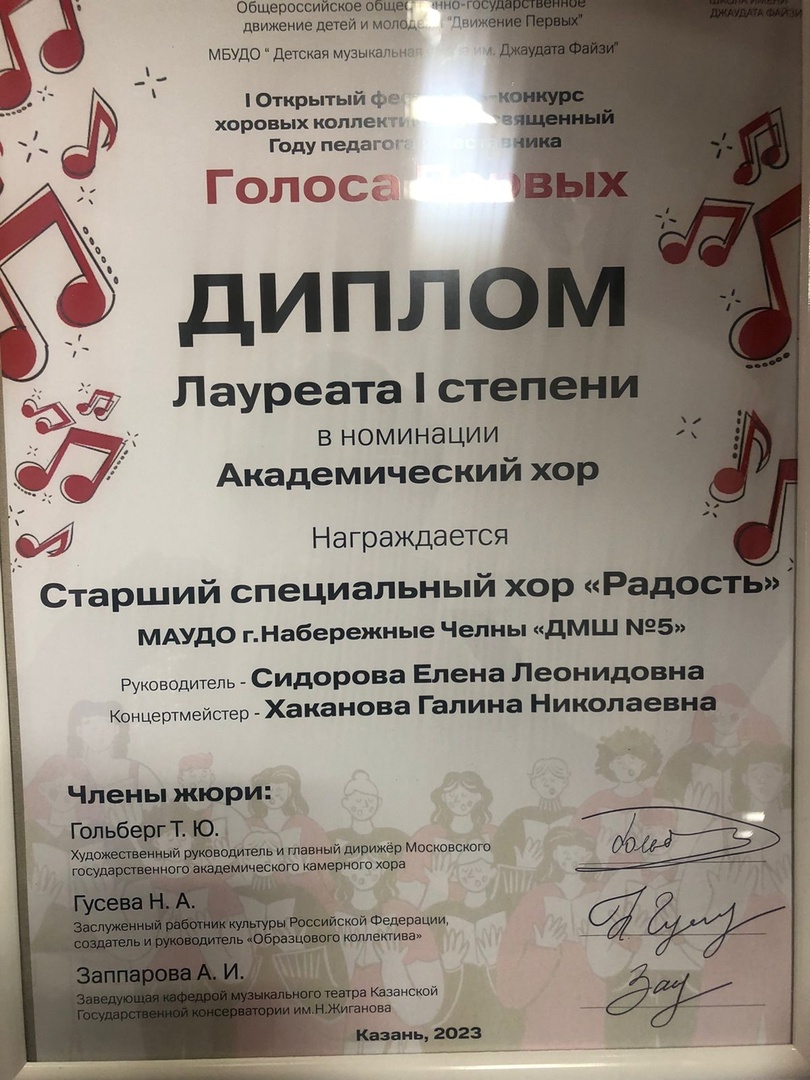 Общероссийское общественно-государственное
движение детей и молодежи "Движение Первых"
МБУДО " Детская музыкальная им. Джаудата Файзи"
ДЖАУДАТА ФАЙЗИ
I Открытый фестиваль-конкурс
хоровых коллективов, посвященный
Году педагога и наставника
Голоса Первых
ДИПЛОМ
Лауреата I степени
в номинации
Академический хор
Награждается
Старший специальный хор «Радость»
МАУДО г.Набережные Челны «ДМШ №5»
Руководитель - Сидорова Елена Леонидовна
Концертмейстер - Хаканова Галина Николаевна
Члены жюри:
Гольберг Т. Ю.
Художественный руководитель и главный дирижёр Московского
государственного академического камерного хора
Гусева Н. А.
Заслуженный работник культуры Российской Федерации,
создатель и руководитель «Образцового коллектива»
Заппарова А. И.
Заведующая кафедрой музыкального театра Казанской
Государственной консерватории им.Н.Жиганова
Казань, 2023